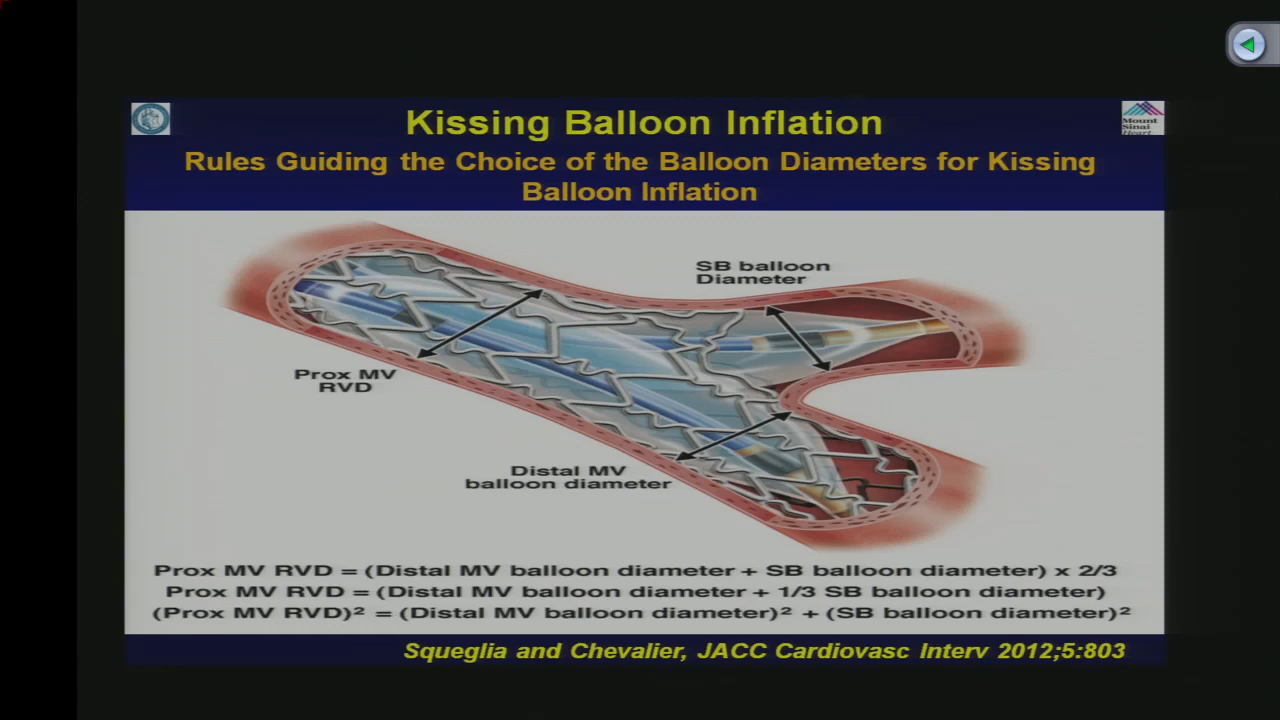 Kissing Balloon Inflation
Mount
Sinai
Heart
Rules Guiding the Choice of the Balloon Diameters for Kissing
Balloon Inflation
SB balloon
Diameter
Prox MV
RVD
Distal MV
balloon diameter
Prox MV RVD = (Distal MV balloon diameter + SB balloon diameter) x 2/3
Prox MV RVD = (Distal MV balloon diameter + 1/3 SB balloon diameter)
(Prox MV RVD)² = (Distal MV balloon diameter)² + (SB balloon diameter)²
Squeglia and Chevalier, JACC Cardiovasc Interv 2012;5:803